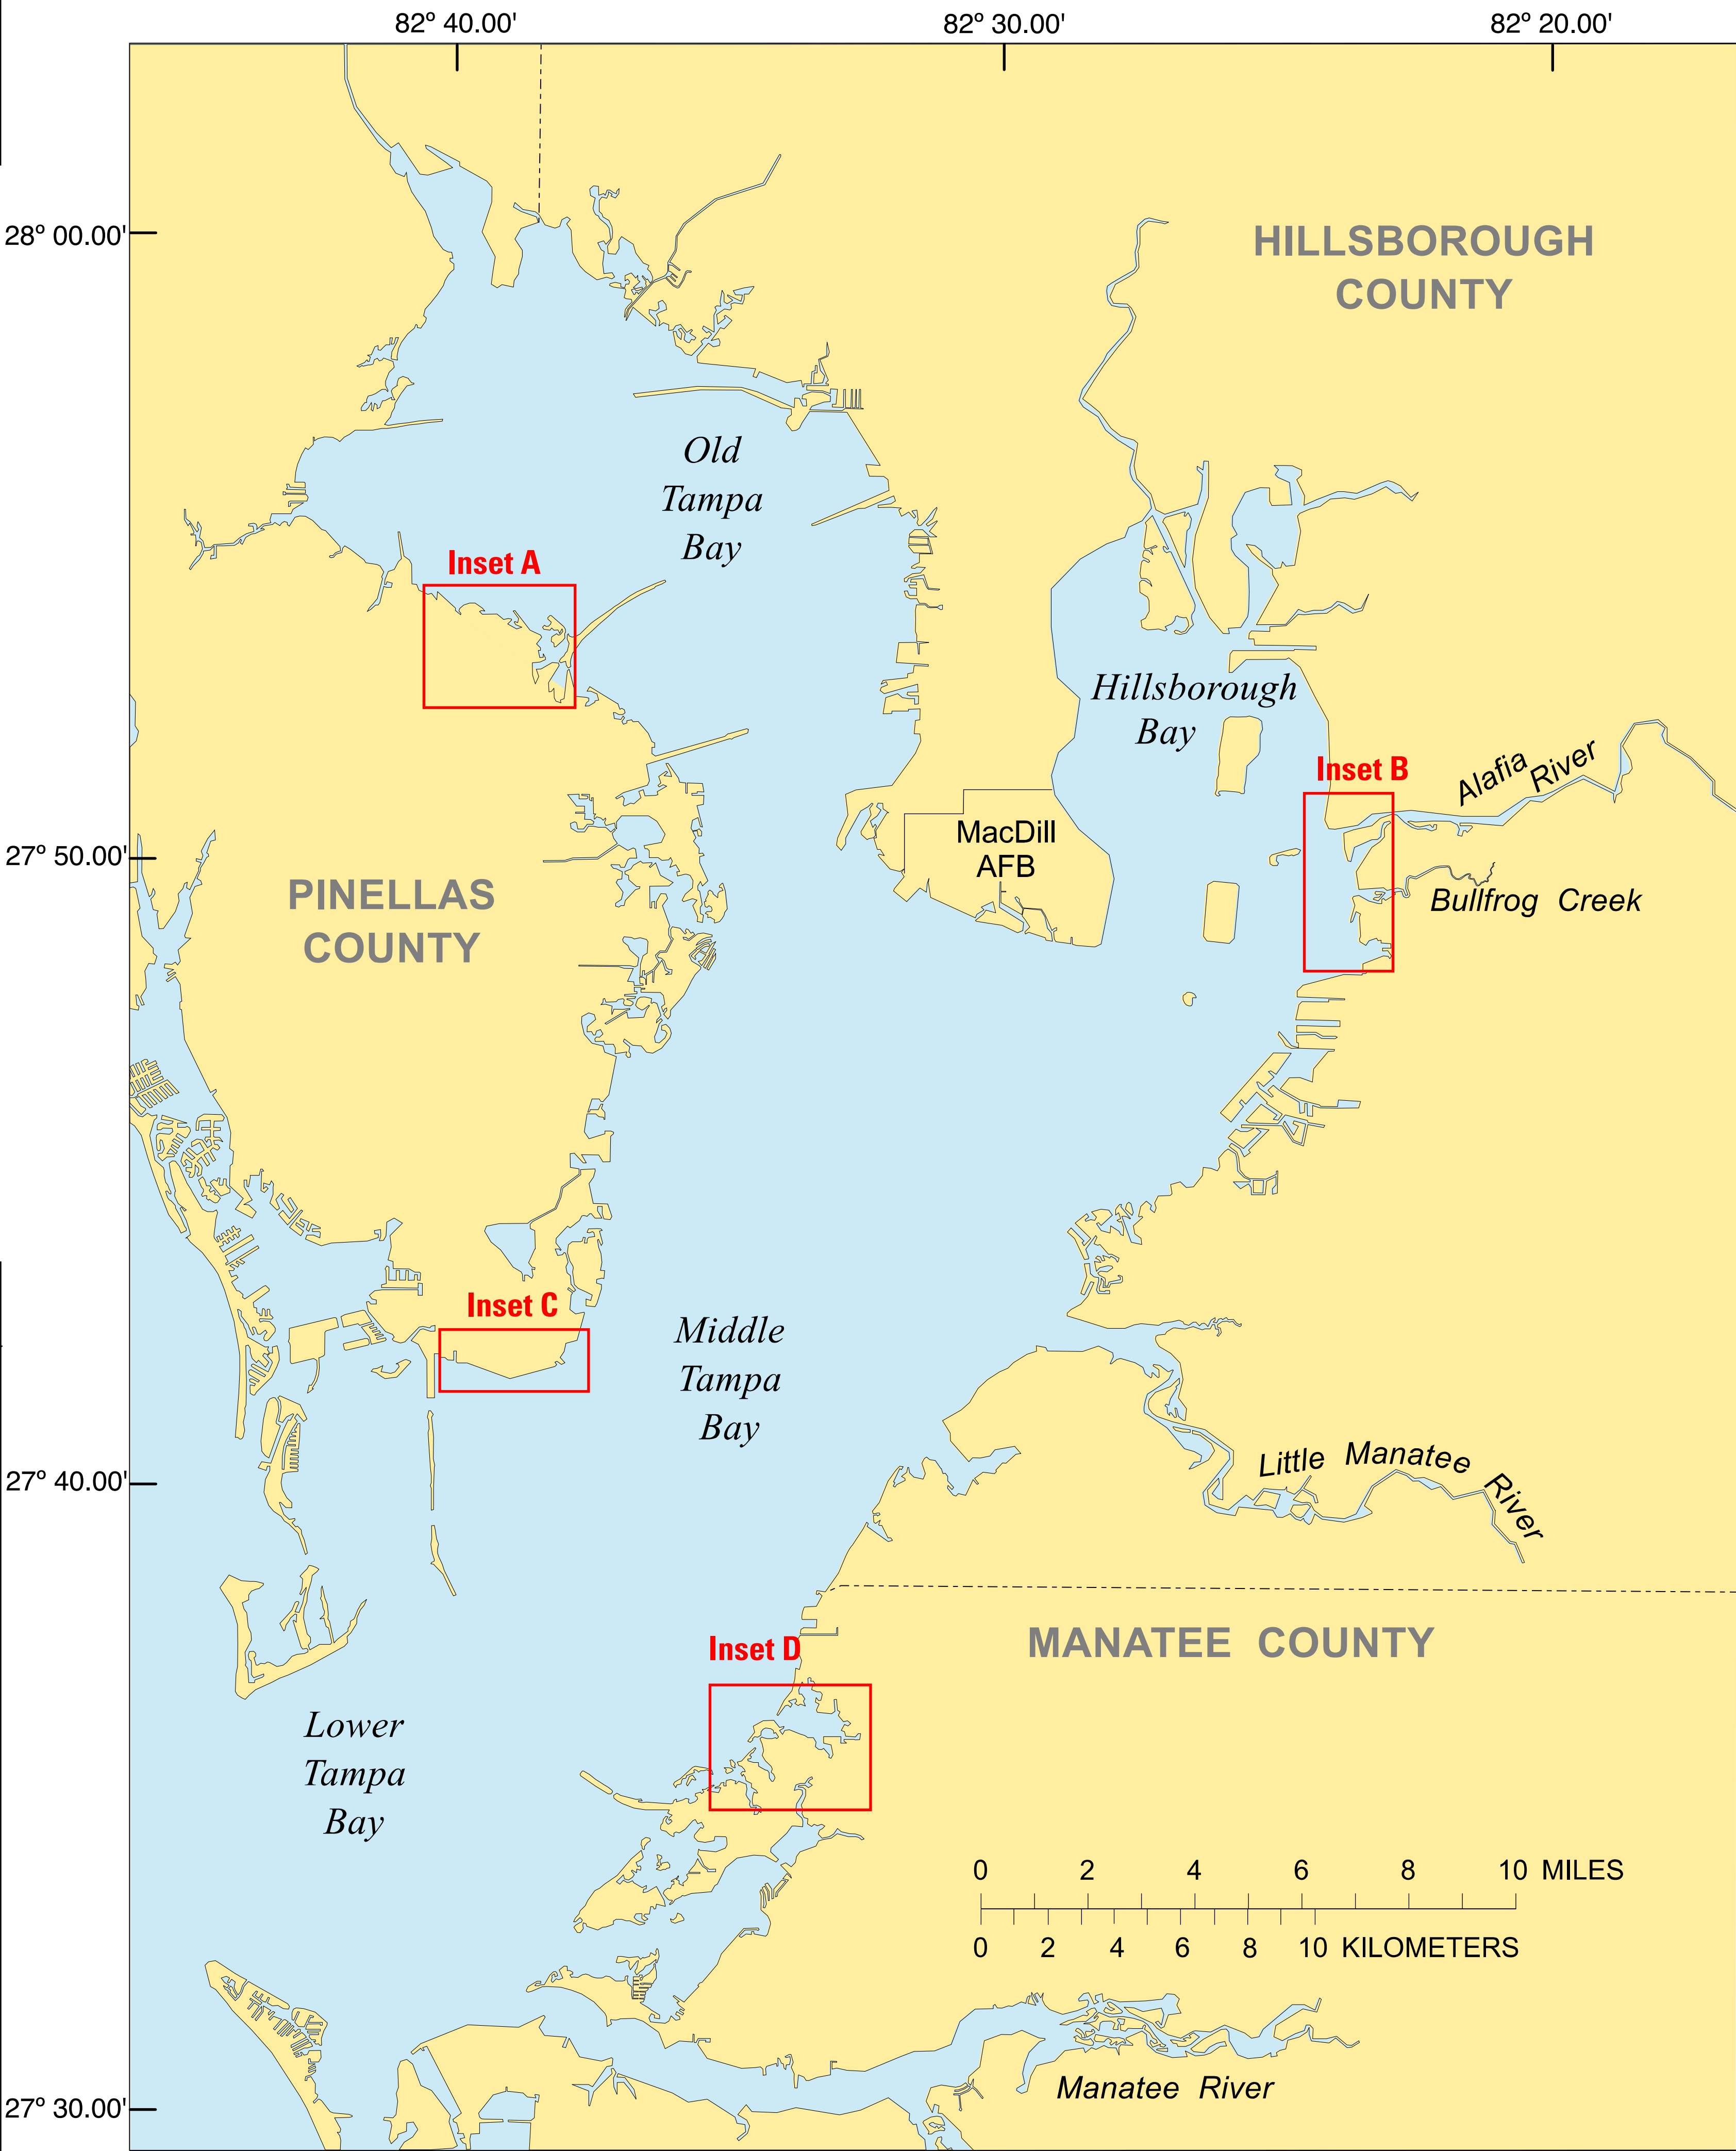 82° 40.00'
82° 30.00'
82° 20.00'
28° 00.00'
HILLSBOROUGH
COUNTY
Old
Tampa
Bay
Inset A
Hillsborough
Bay
Inset B
Alafia
River
MacDill
AFB
27° 50.00'
PINELLAS
COUNTY
Bullfrog Creek
Inset C
Middle
Tampa
Bay
27° 40.00'
Little Manatee
River
Inset D
MANATEE COUNTY
Lower
Tampa
Bay
0 2 4 6 8 10 MILES
0 2 4 6 8 10 KILOMETERS
Manatee River
27° 30.00'